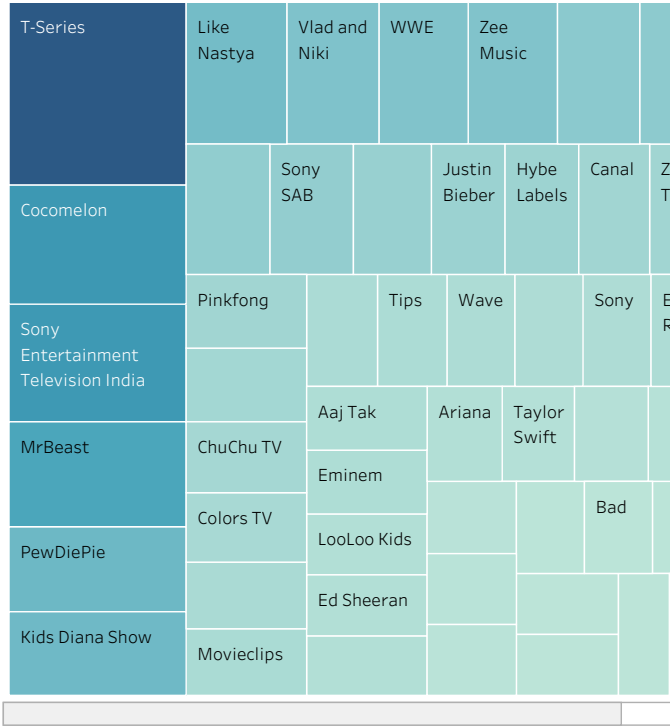 T-Series
Cocomelon
Sony
Entertainment
Television India
MrBeast
PewDiePie
Kids Diana Show
Like
Nastya
Vlad and
Niki
WWE
Zee
Music
Sony
SAB
Justin
Bieber
Hybe
Labels
Canal
Pinkfong
Tips
Wave
Sony
ChuChu TV
Colors TV
Movieclips
Aaj Tak
Eminem
LooLoo Kids
Ed Sheeran
Ariana
Taylor
Swift
Bad